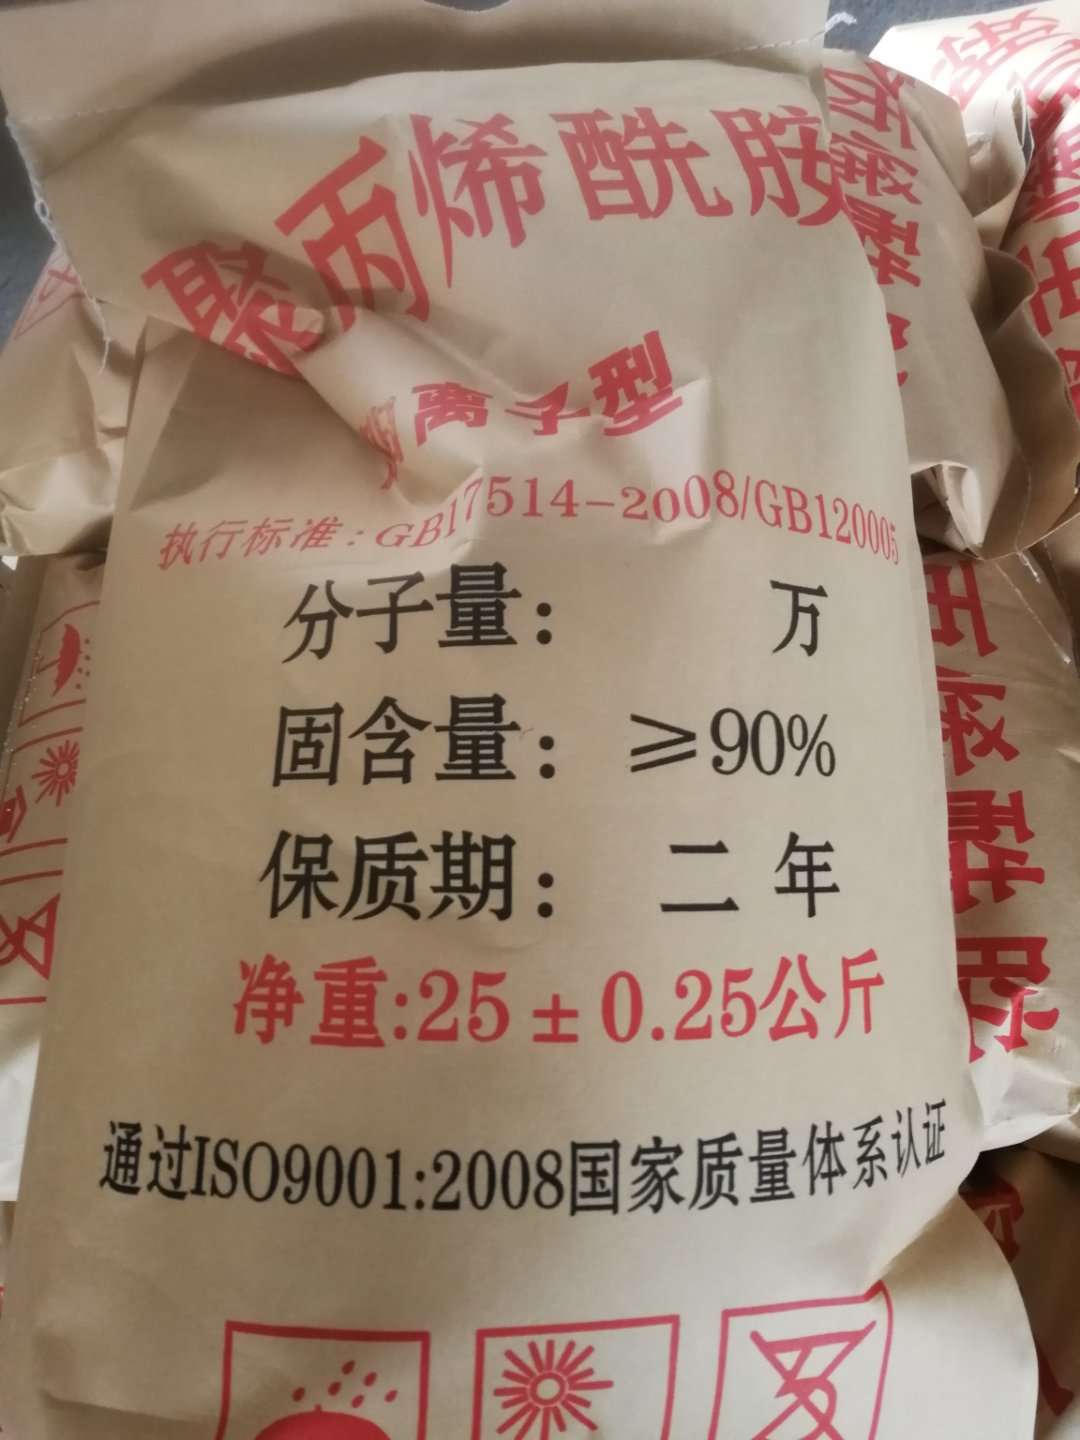 聚丙烯酰胺
阴离子型
执行标准：GB17514-2008/GB120005
分子量： 万
固含量： ≥90%
保质期： 二年
净重:25±0.25公斤
通过ISO9001:2008国家质量体系认证